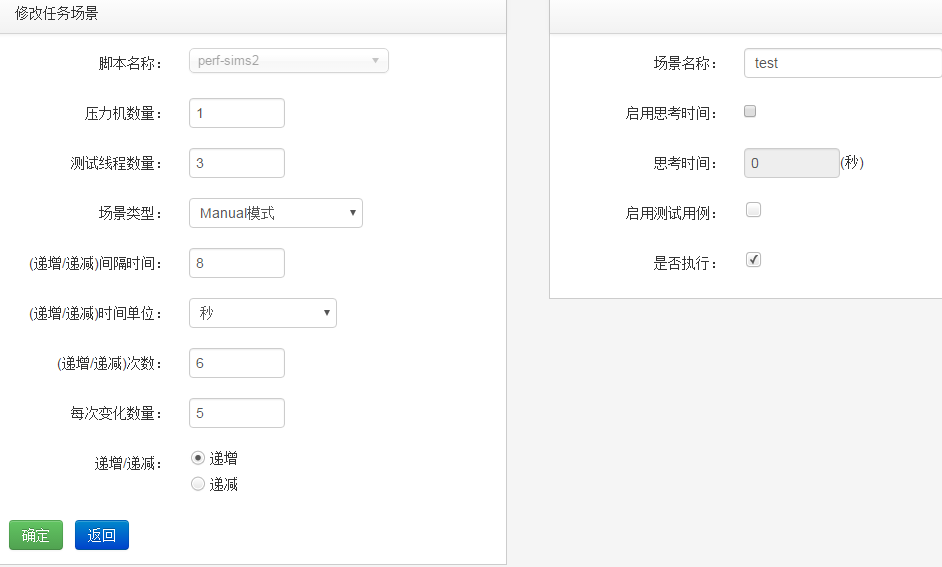 修改任务场景
脚本名称： perf-sims2
压力机数量： 1
测试线程数量： 3
场景类型： Manual模式
(递增/递减)间隔时间： 8
(递增/递减)时间单位： 秒
(递增/递减)次数： 6
每次变化数量： 5
递增/递减： 递增
递减
确定 返回
场景名称： test
启用思考时间：
思考时间： 0 (秒)
启用测试用例：
是否执行：